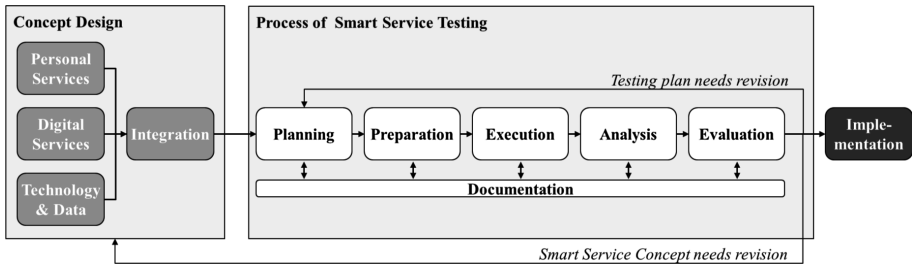 Concept Design
Process of Smart Service Testing
Personal
Services
Digital
Services
Technology
& Data
Integration
Testing plan needs revision
Planning
Preparation
Execution
Analysis
Evaluation
Documentation
Imple-
mentation
Smart Service Concept needs revision